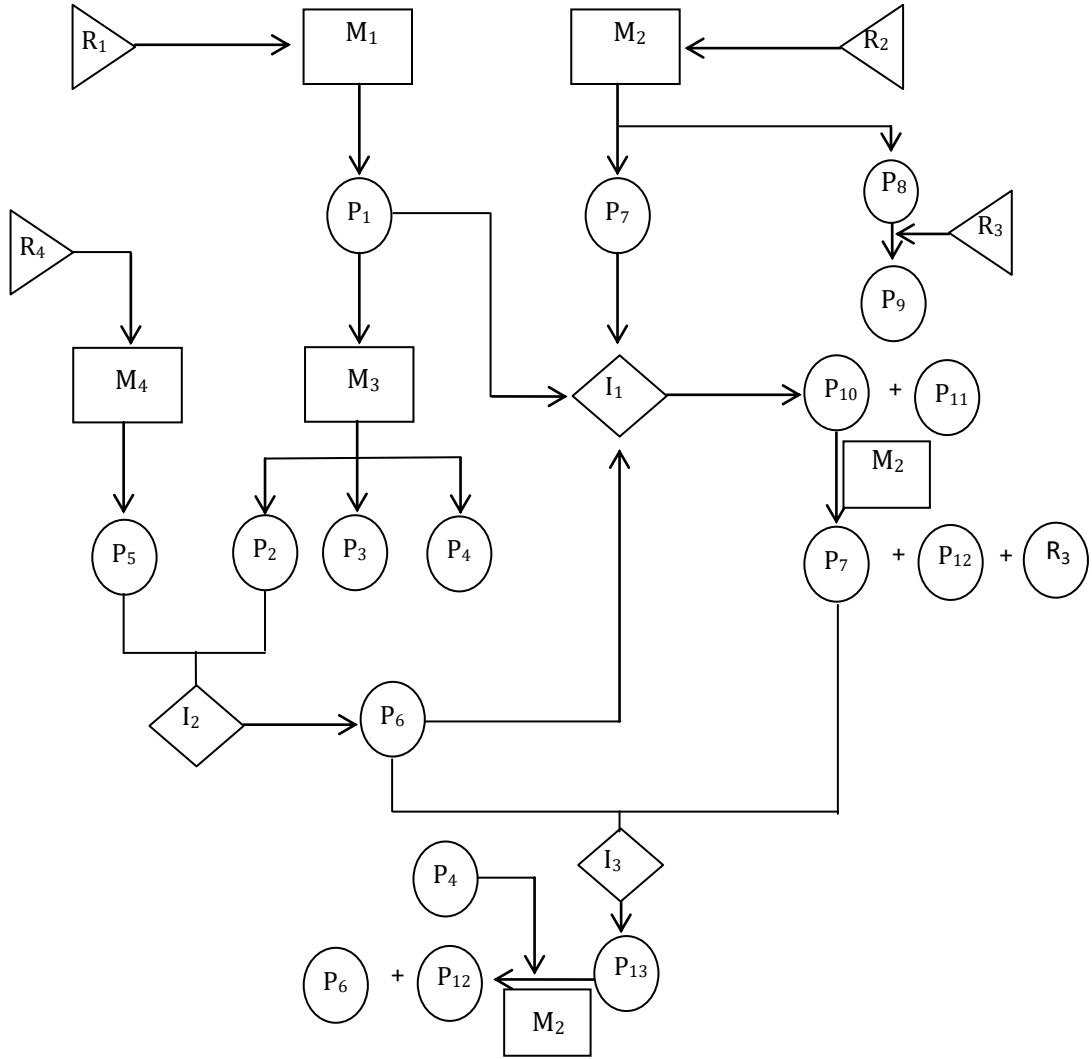 R₁ M₁ M₂ R₂
P₈
P₁ P₇ R₃
R₄
P₉
M₄ M₃ I₁ P₁₀ + P₁₁
M₂
P₅ P₂ P₃ P₄ P₇ + P₁₂ + R₃
I₂ P₆
I₃
P₄
P₆ + P₁₂ P₁₃
M₂